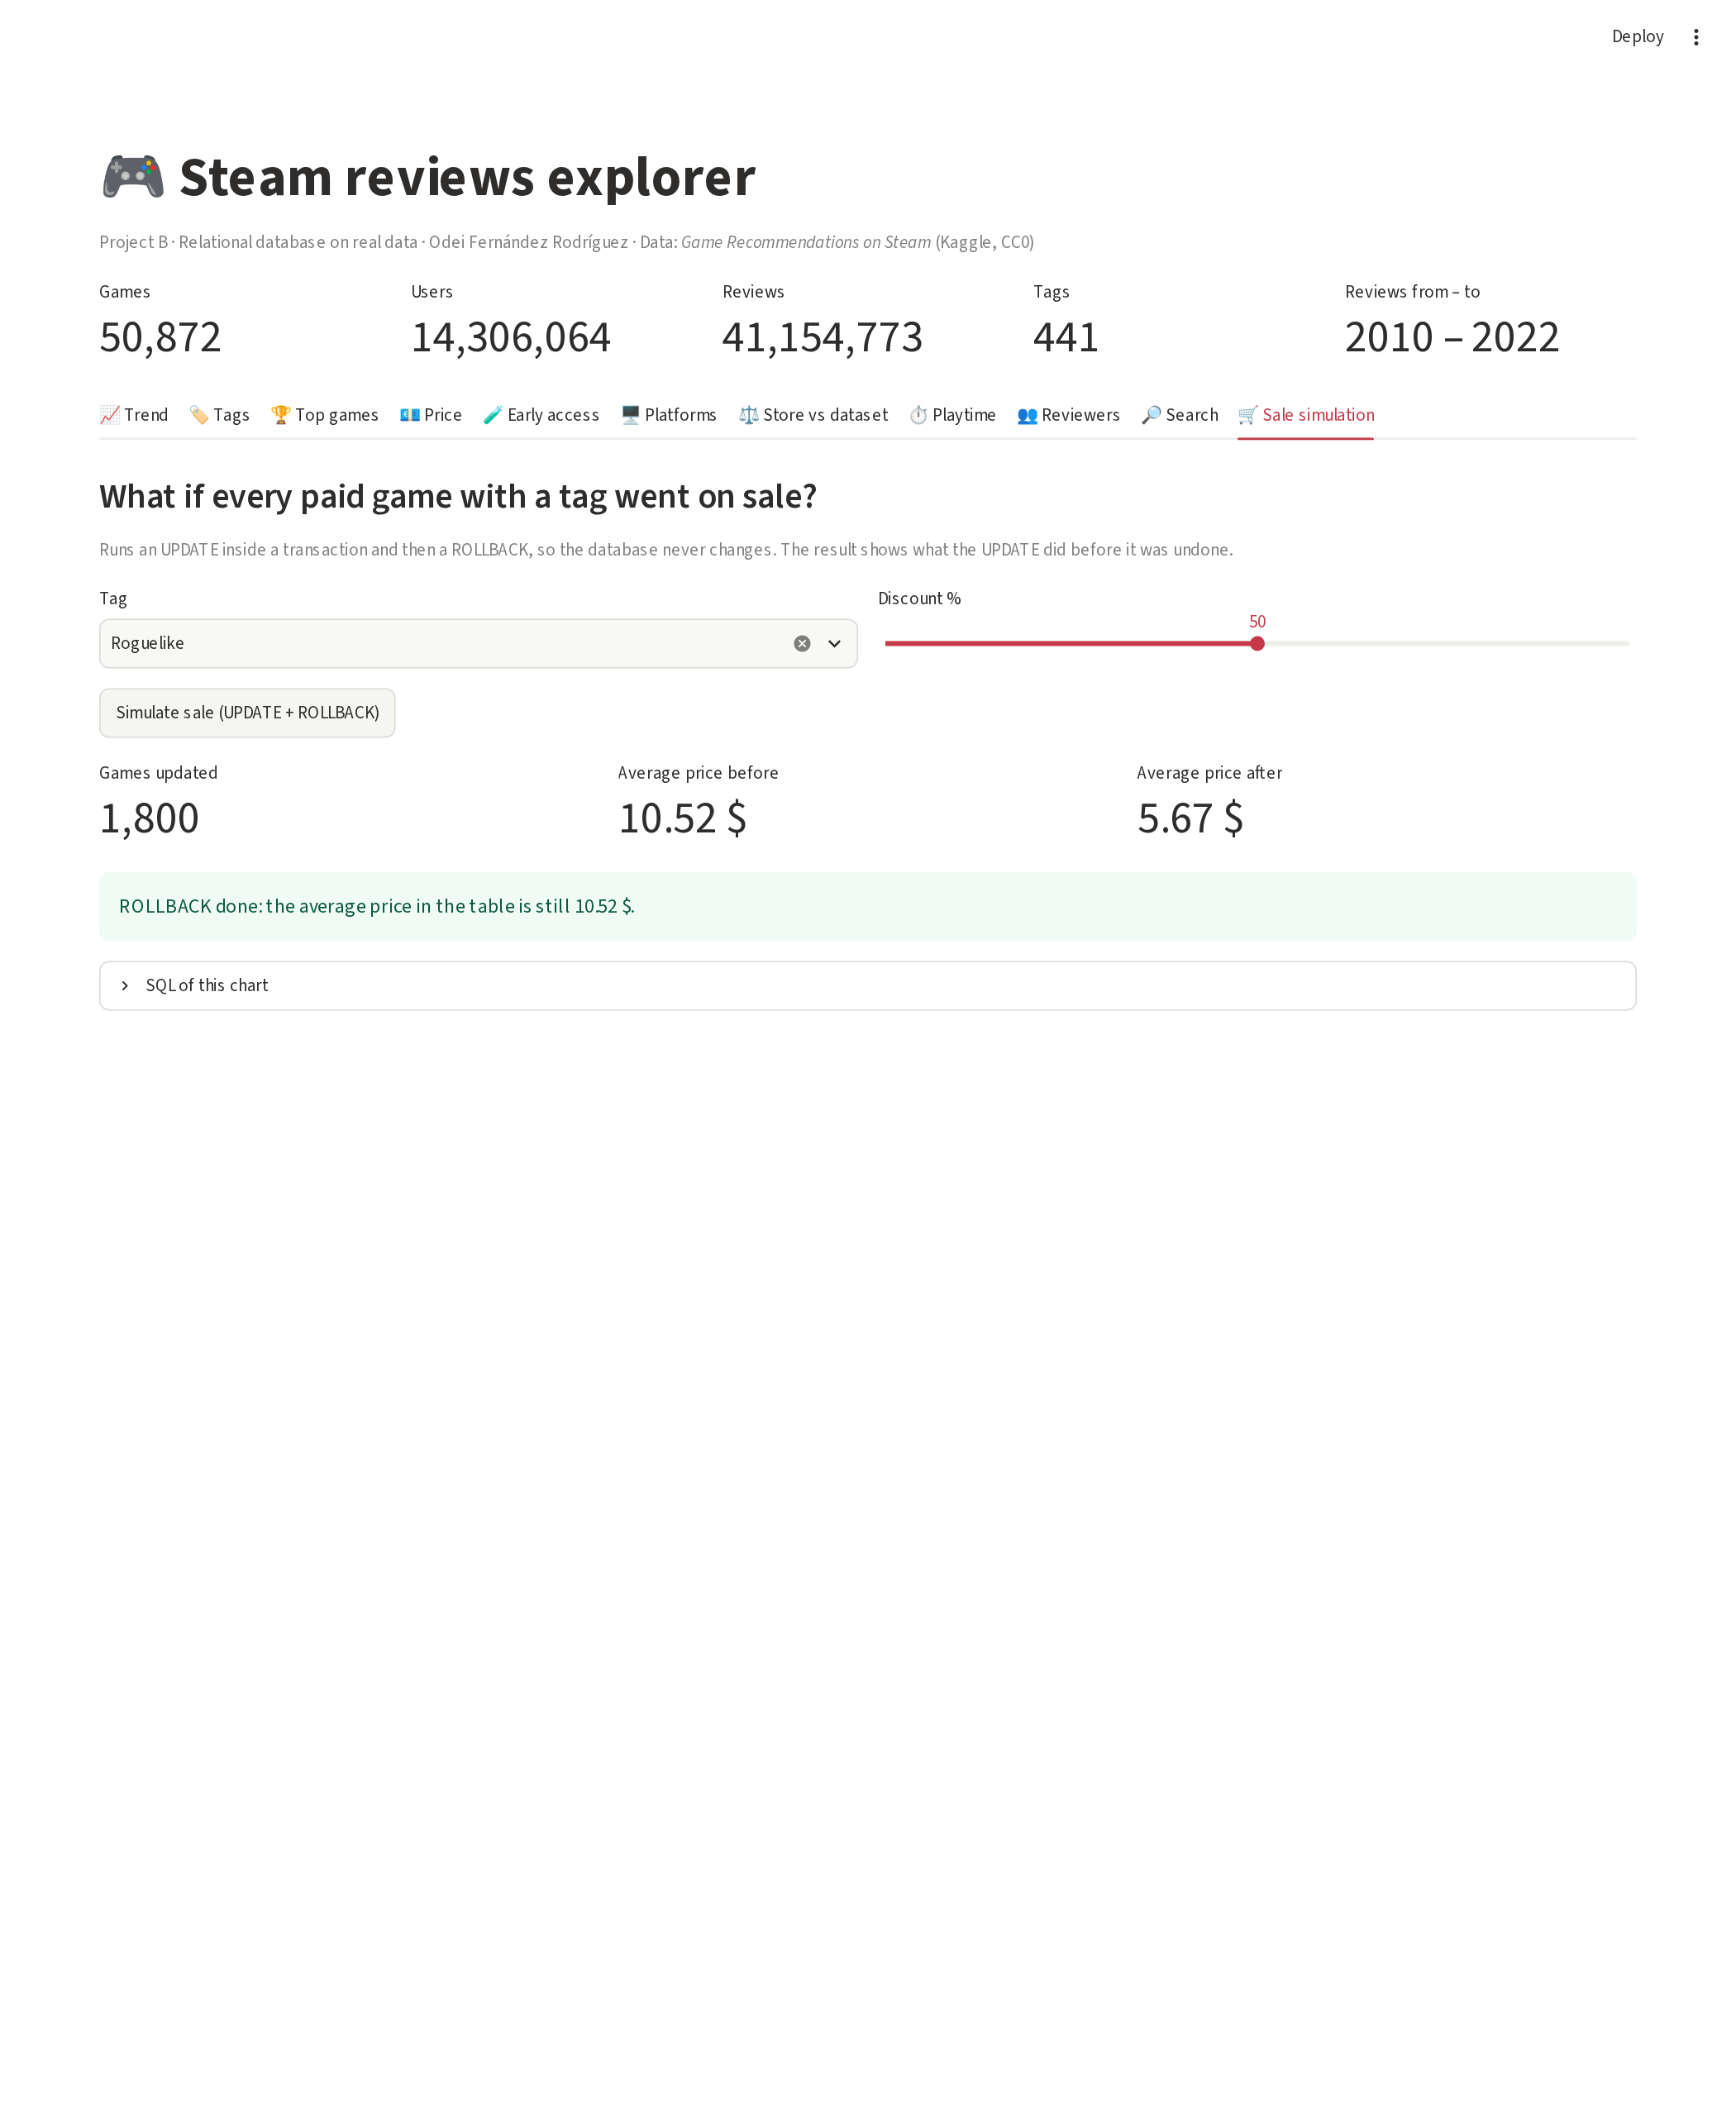 Deploy
🎮 Steam reviews explorer
Project B · Relational database on real data · Odei Fernández Rodríguez · Data: Game Recommendations on Steam (Kaggle, CC0)
Games Users Reviews Tags Reviews from – to
50,872 14,306,064 41,154,773 441 2010 – 2022
📈 Trend 🏷️ Tags 🏆 Top games 💶 Price 🧪 Early access 🖥️ Platforms ⚖️ Store vs dataset ⏱️ Playtime 👥 Reviewers 🔎 Search 🛒 Sale simulation
What if every paid game with a tag went on sale?
Runs an UPDATE inside a transaction and then a ROLLBACK, so the database never changes. The result shows what the UPDATE did before it was undone.
Tag Discount %
50
Roguelike
Simulate sale (UPDATE + ROLLBACK)
Games updated Average price before Average price after
1,800 10.52 $ 5.67 $
ROLLBACK done: the average price in the table is still 10.52 $.
SQL of this chart